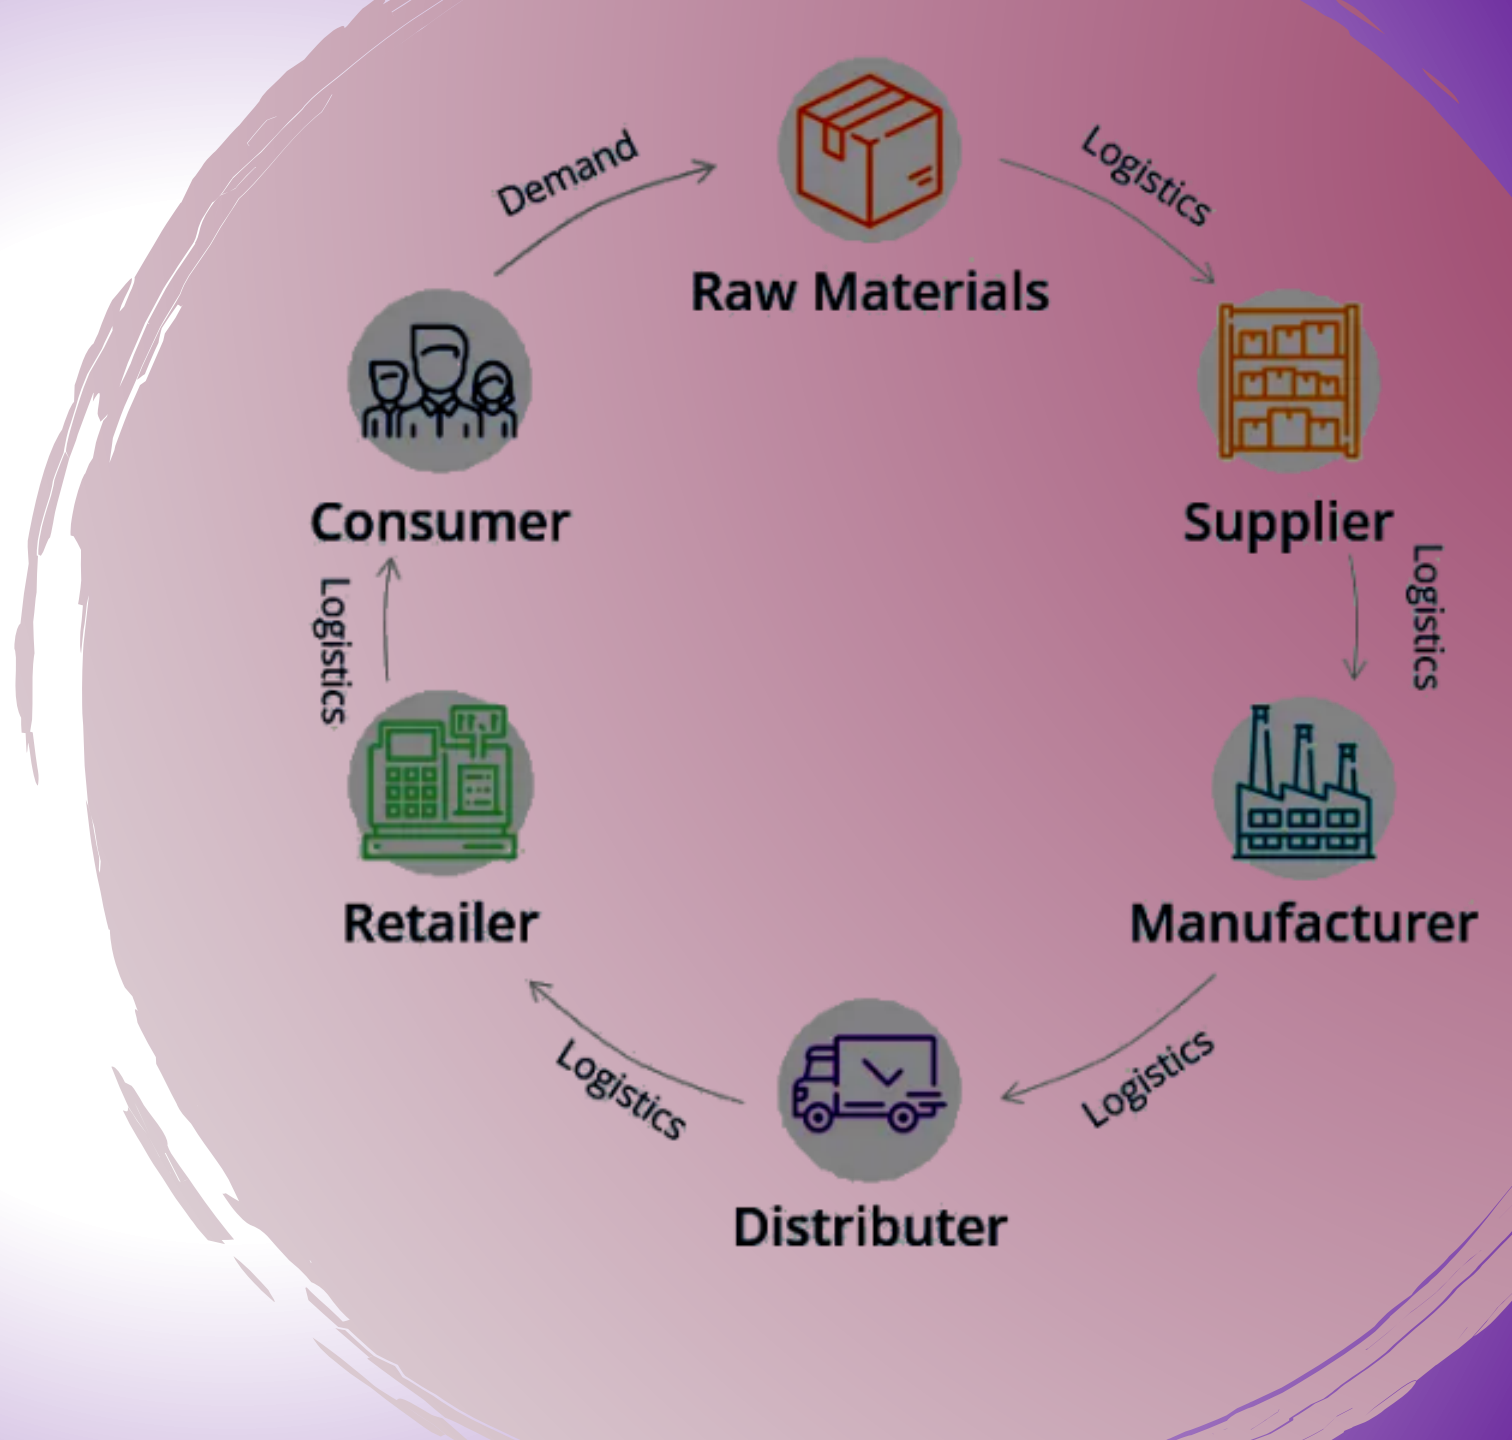 Demand
Logistics
Raw Materials
Consumer
Supplier
Logistics
Logistics
Retailer
Manufacturer
Logistics
Logistics
Distributer